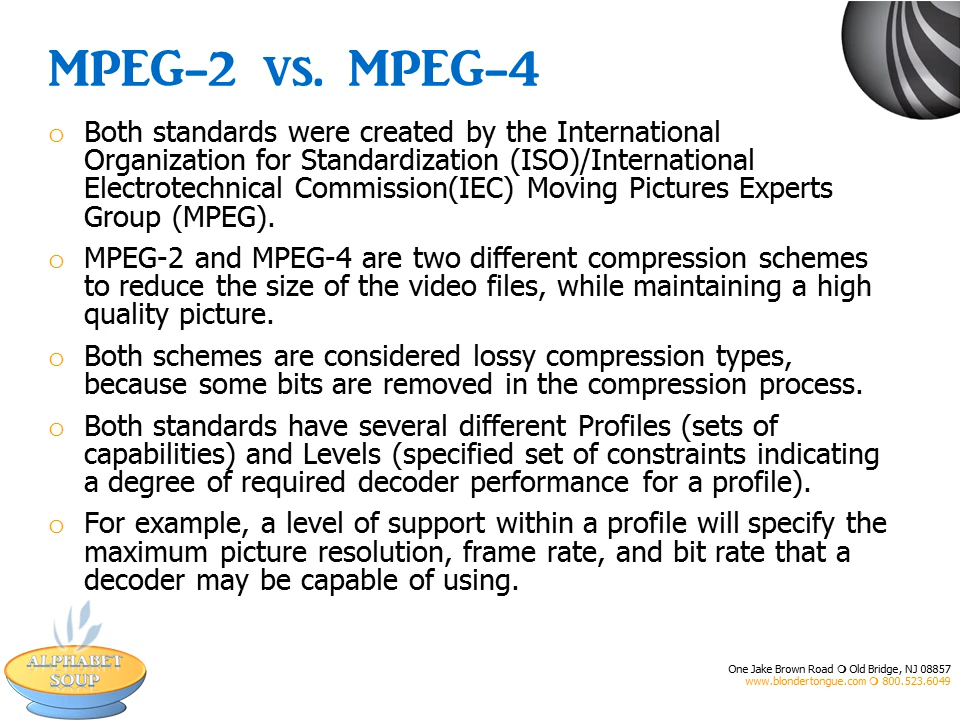 MPEG-2 vs. MPEG-4
o Both standards were created by the International
Organization for Standardization (ISO)/International
Electrotechnical Commission(IEC) Moving Pictures Experts
Group (MPEG).
o MPEG-2 and MPEG-4 are two different compression schemes
to reduce the size of the video files, while maintaining a high
quality picture.
o Both schemes are considered lossy compression types,
because some bits are removed in the compression process.
o Both standards have several different Profiles (sets of
capabilities) and Levels (specified set of constraints indicating
a degree of required decoder performance for a profile).
o For example, a level of support within a profile will specify the
maximum picture resolution, frame rate, and bit rate that a
decoder may be capable of using.
ALPHABET
SOUP
One Jake Brown Road ❍ Old Bridge, NJ 08857
www.blondertongue.com ❍ 800.523.6049